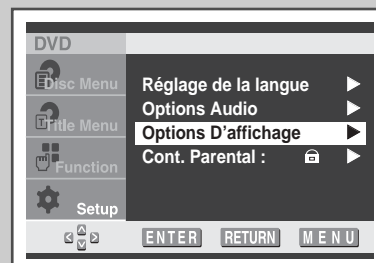 DVD
Disc Menu
Title Menu
Function
Setup
Réglage de la langue
Options Audio
Options D'affichage
Cont. Parental :
ENTER RETURN MENU